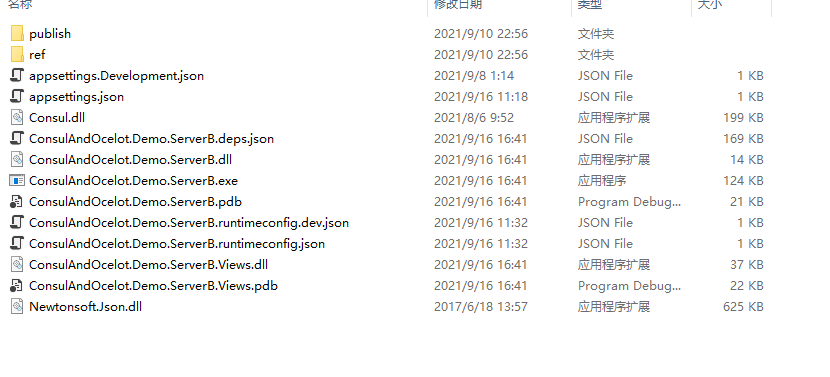 名称 修改日期 类型 大小
publish 2021/9/10 22:56 文件夹
ref 2021/9/10 22:56 文件夹
appsettings.Development.json 2021/9/8 1:14 JSON File 1 KB
appsettings.json 2021/9/16 11:18 JSON File 1 KB
Consul.dll 2021/8/6 9:52 应用程序扩展 199 KB
ConsulAndOcelot.Demo.ServerB.deps.json 2021/9/16 16:41 JSON File 169 KB
ConsulAndOcelot.Demo.ServerB.dll 2021/9/16 16:41 应用程序扩展 14 KB
ConsulAndOcelot.Demo.ServerB.exe 2021/9/16 16:41 应用程序 124 KB
ConsulAndOcelot.Demo.ServerB.pdb 2021/9/16 16:41 Program Debug... 21 KB
ConsulAndOcelot.Demo.ServerB.runtimeconfig.dev.json 2021/9/16 11:32 JSON File 1 KB
ConsulAndOcelot.Demo.ServerB.runtimeconfig.json 2021/9/16 11:32 JSON File 1 KB
ConsulAndOcelot.Demo.ServerB.Views.dll 2021/9/16 16:41 应用程序扩展 37 KB
ConsulAndOcelot.Demo.ServerB.Views.pdb 2021/9/16 16:41 Program Debug... 22 KB
Newtonsoft.Json.dll 2017/6/18 13:57 应用程序扩展 625 KB